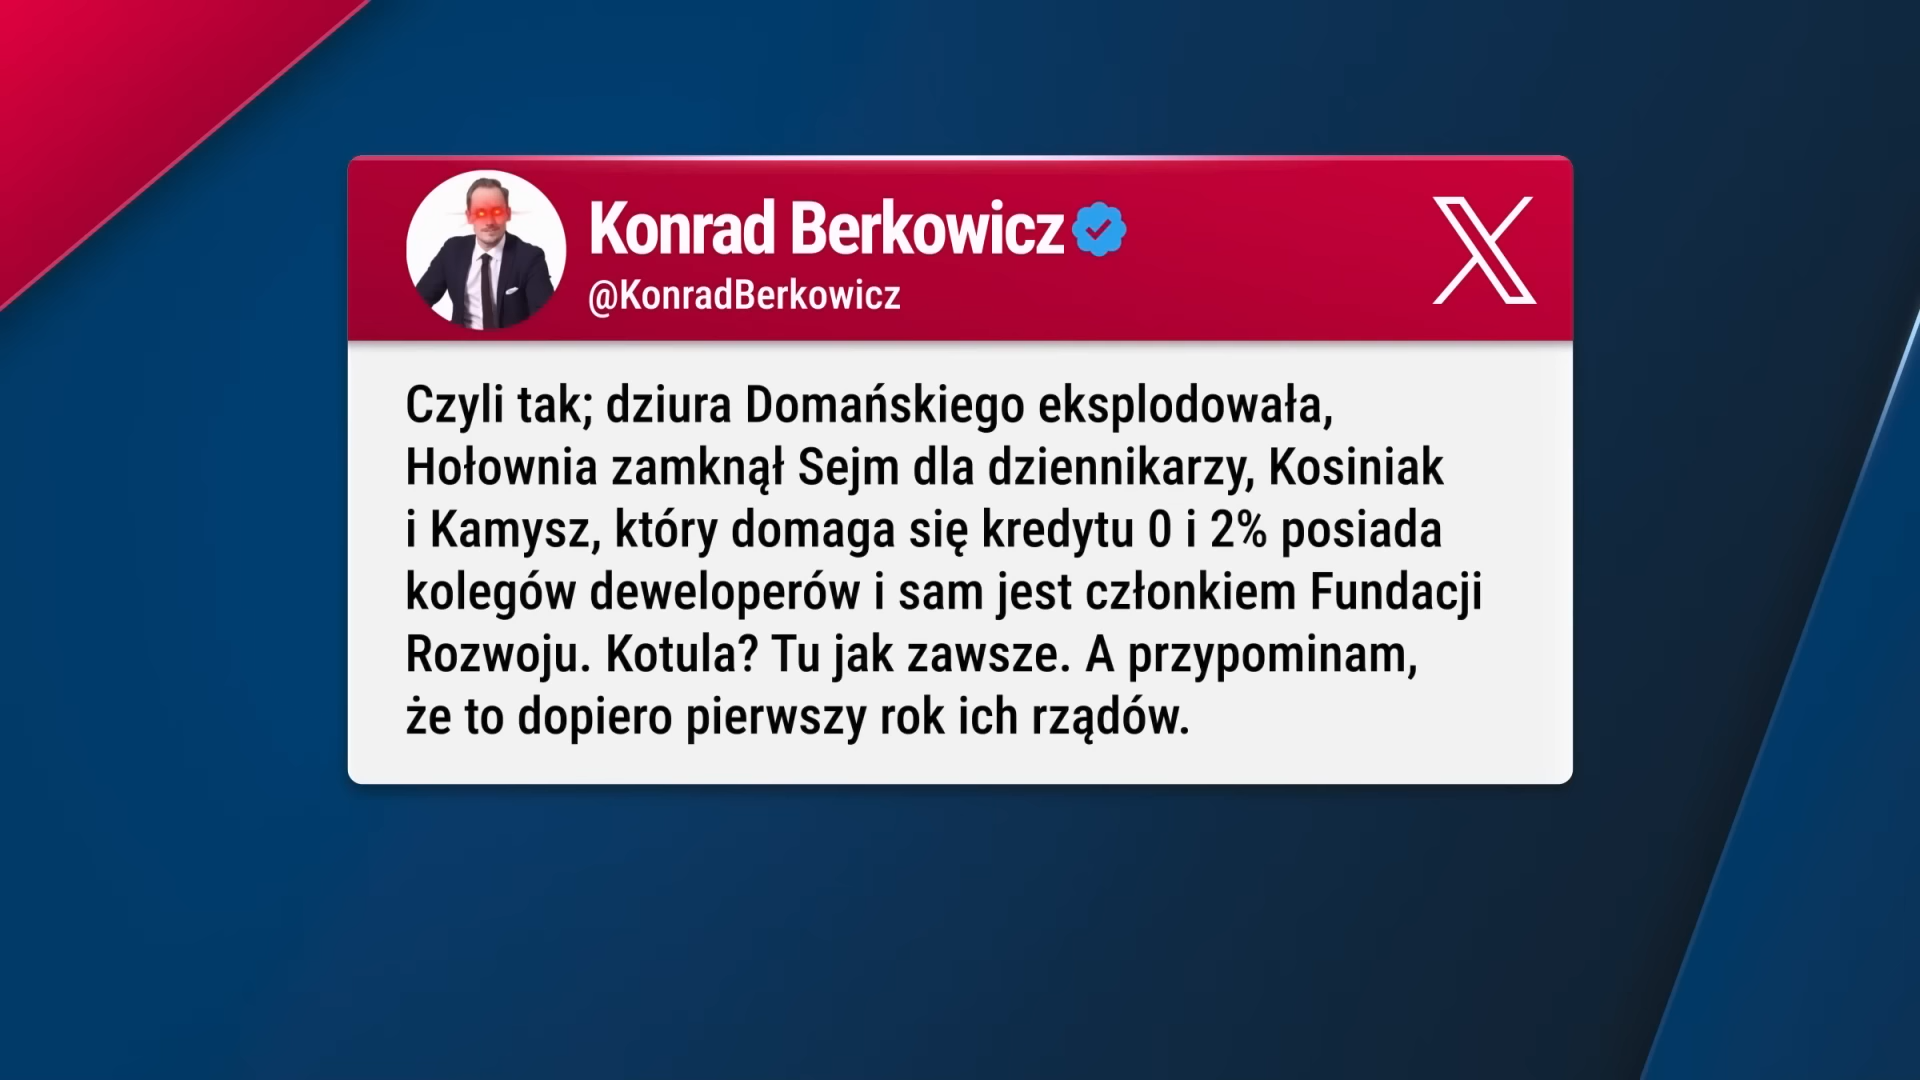 Konrad Berkowicz
@KonradBerkowicz
Czyli tak; dziura Domańskiego eksplodowała,
Hołownia zamknął Sejm dla dziennikarzy, Kosiniak
i Kamysz, który domaga się kredytu 0 i 2% posiada
kolegów deweloperów i sam jest członkiem Fundacji
Rozwoju. Kotula? Tu jak zawsze. A przypominam,
że to dopiero pierwszy rok ich rządów.